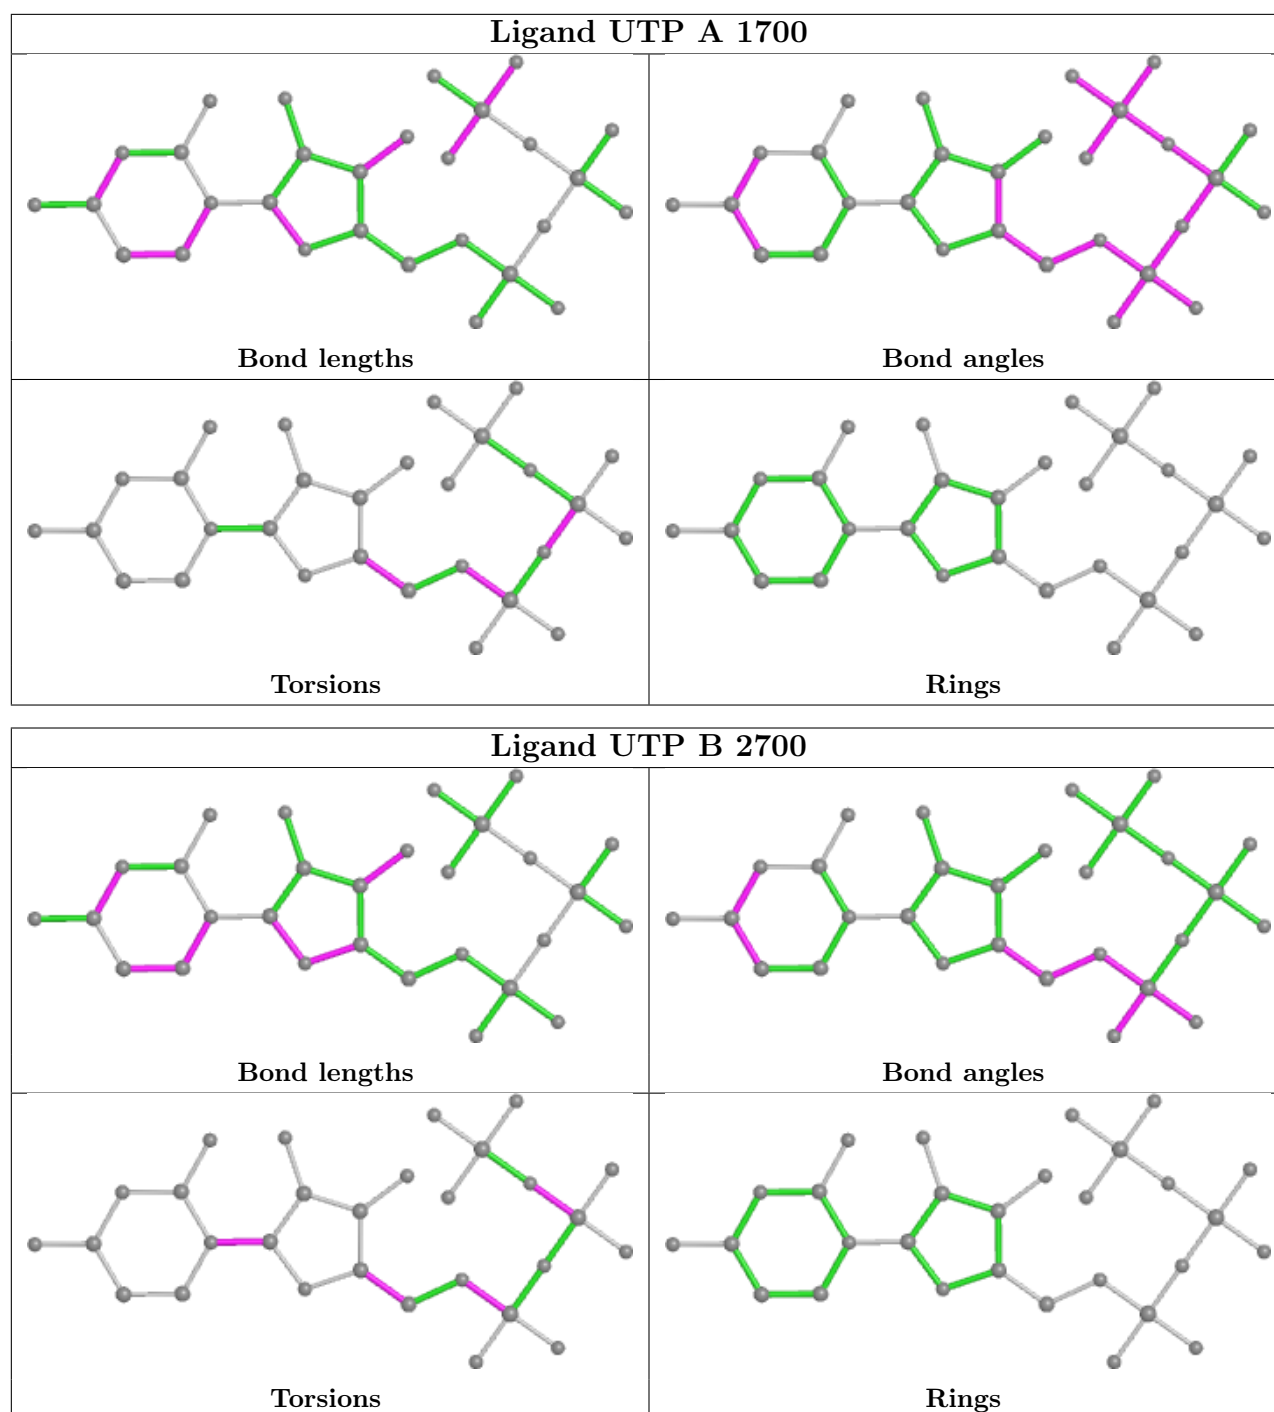 Ligand UTP A 1700
Bond lengths
Bond angles
Torsions
Rings
Ligand UTP B 2700
Bond lengths
Bond angles
Torsions
Rings